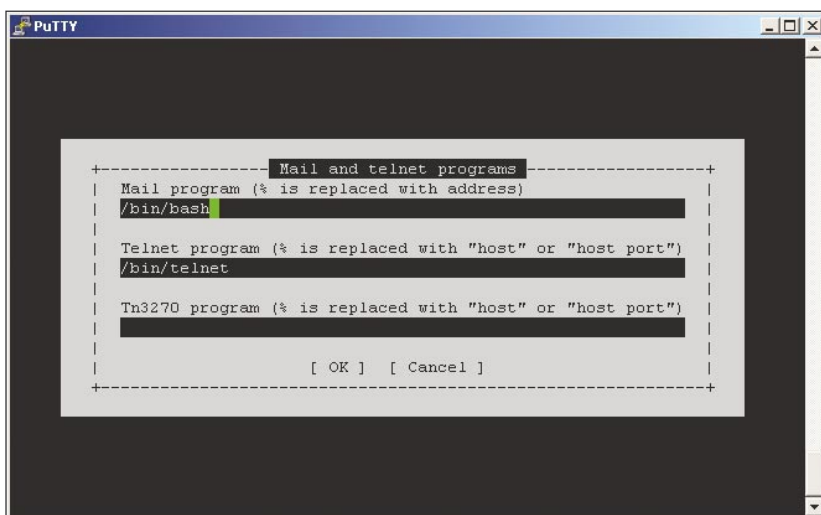 PuTTY
Mail and telnet programs
Mail program (% is replaced with address)
/bin/bash
Telnet program (% is replaced with "host" or "host port")
/bin/telnet
Tn3270 program (% is replaced with "host" or "host port")
[ OK ] [ Cancel ]